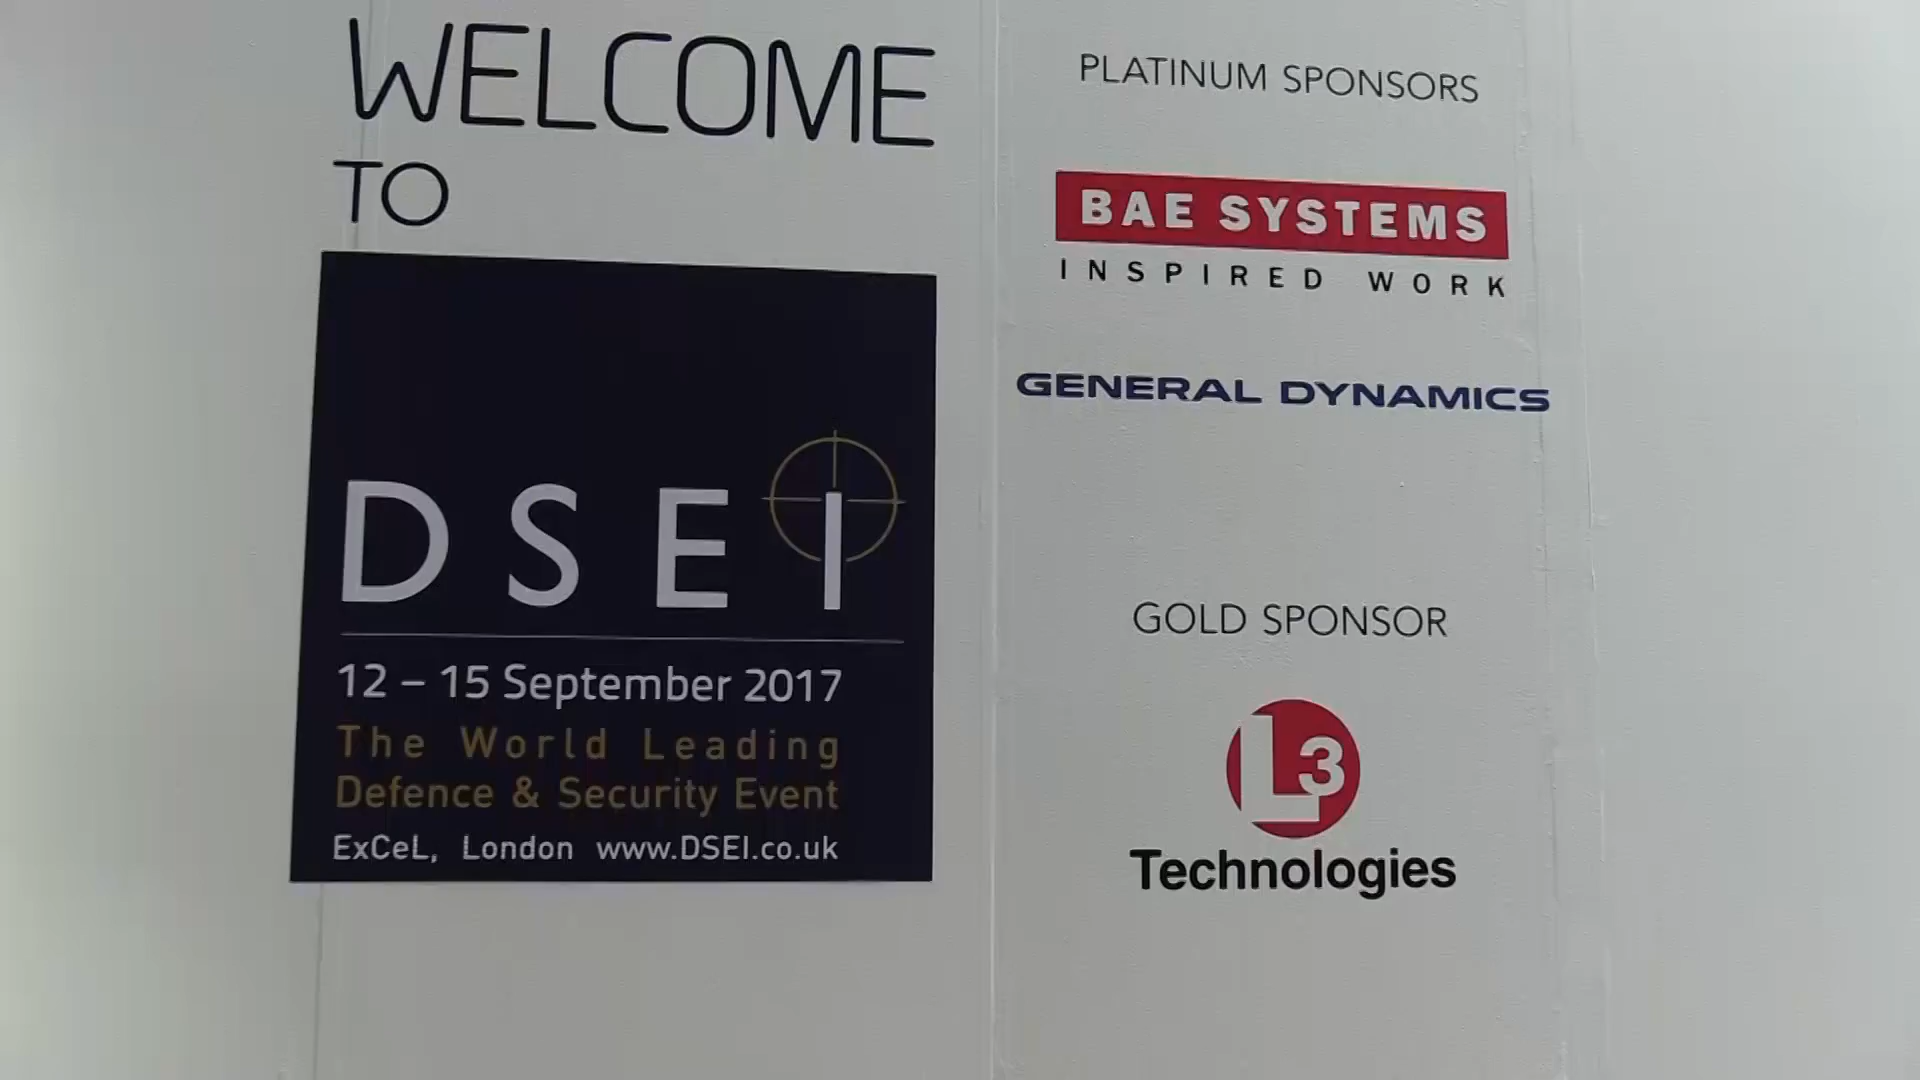 WELCOME
TO
DSEI
12 – 15 September 2017
The World Leading
Defence & Security Event
ExCeL, London www.DSEI.co.uk
PLATINUM SPONSORS
BAE SYSTEMS
INSPIRED WORK
GENERAL DYNAMICS
GOLD SPONSOR
L3
Technologies